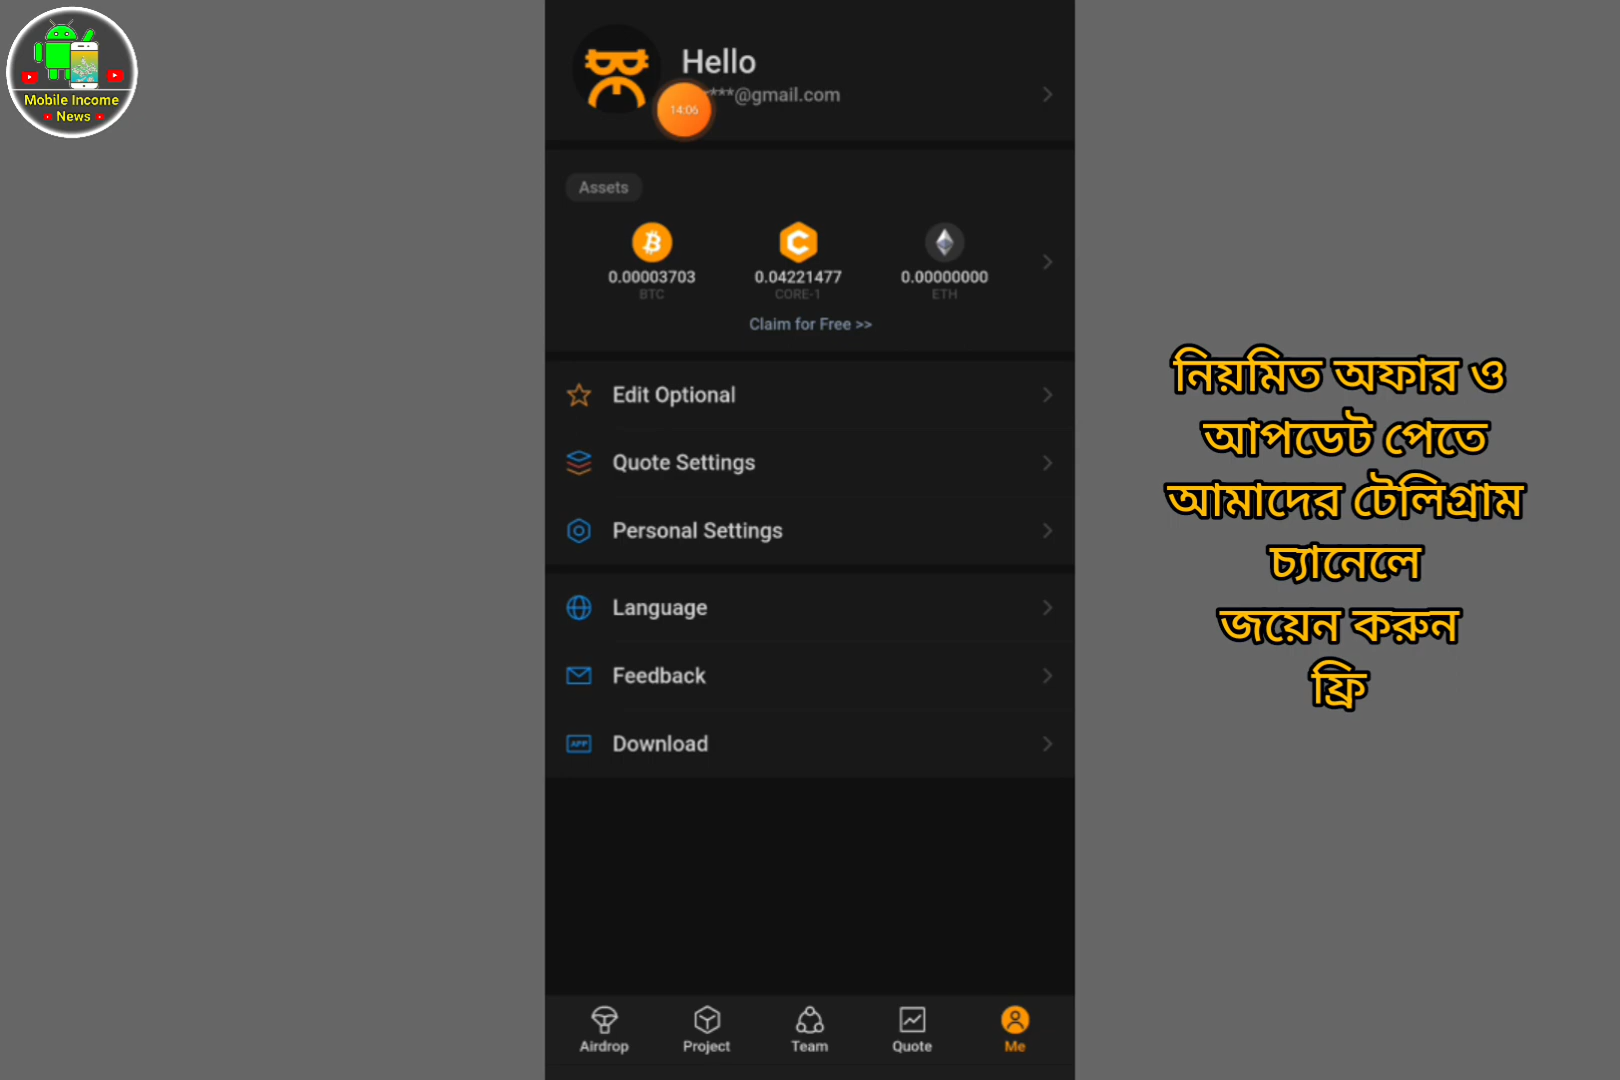 Mobile Income
News
Hello
***@gmail.com
14:06
Assets
0.00003703
BTC
0.04221477
CORE-1
0.00000000
ETH
Claim for Free >>
Edit Optional
Quote Settings
Personal Settings
Language
Feedback
APP
Download
Airdrop
Project
Team
Quote
Me
নিয়মিত অফার ও
আপডেট পেতে
আমাদের টেলিগ্রাম
চ্যানেলে
জয়েন করুন
ফ্রি